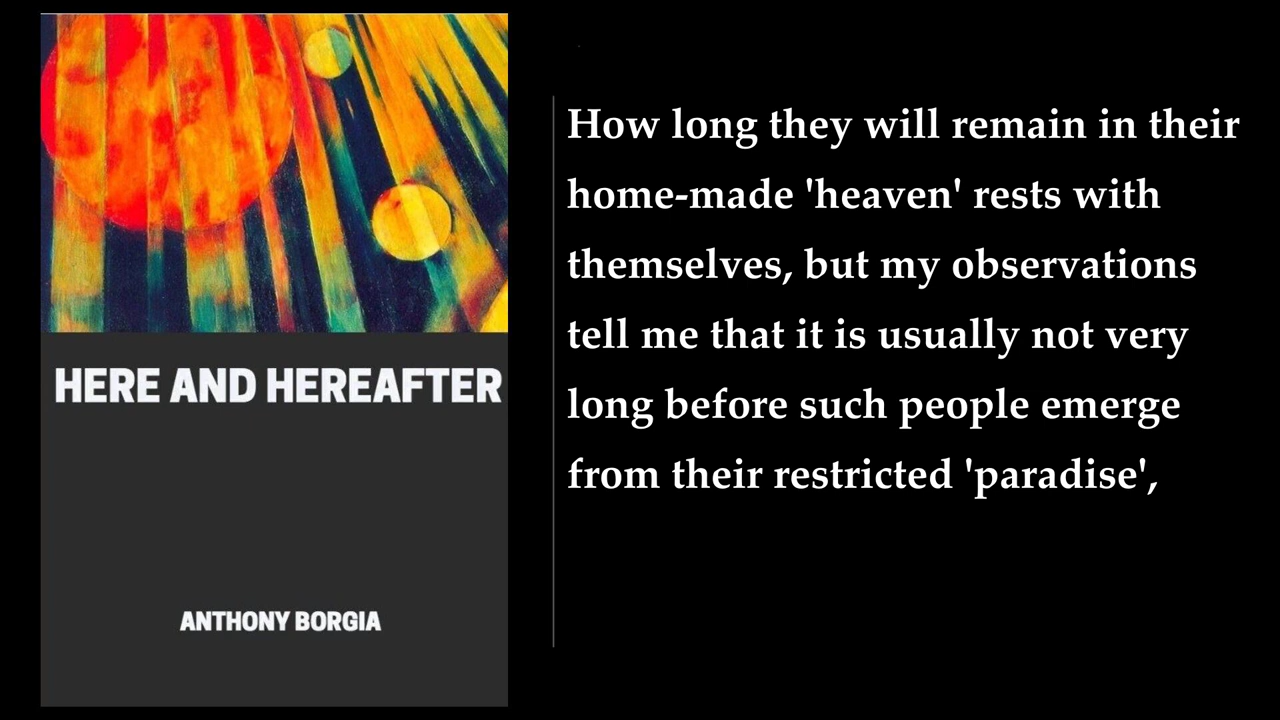 HERE AND HEREAFTER
ANTHONY BORGIA
How long they will remain in their
home-made 'heaven' rests with
themselves, but my observations
tell me that it is usually not very
long before such people emerge
from their restricted 'paradise',